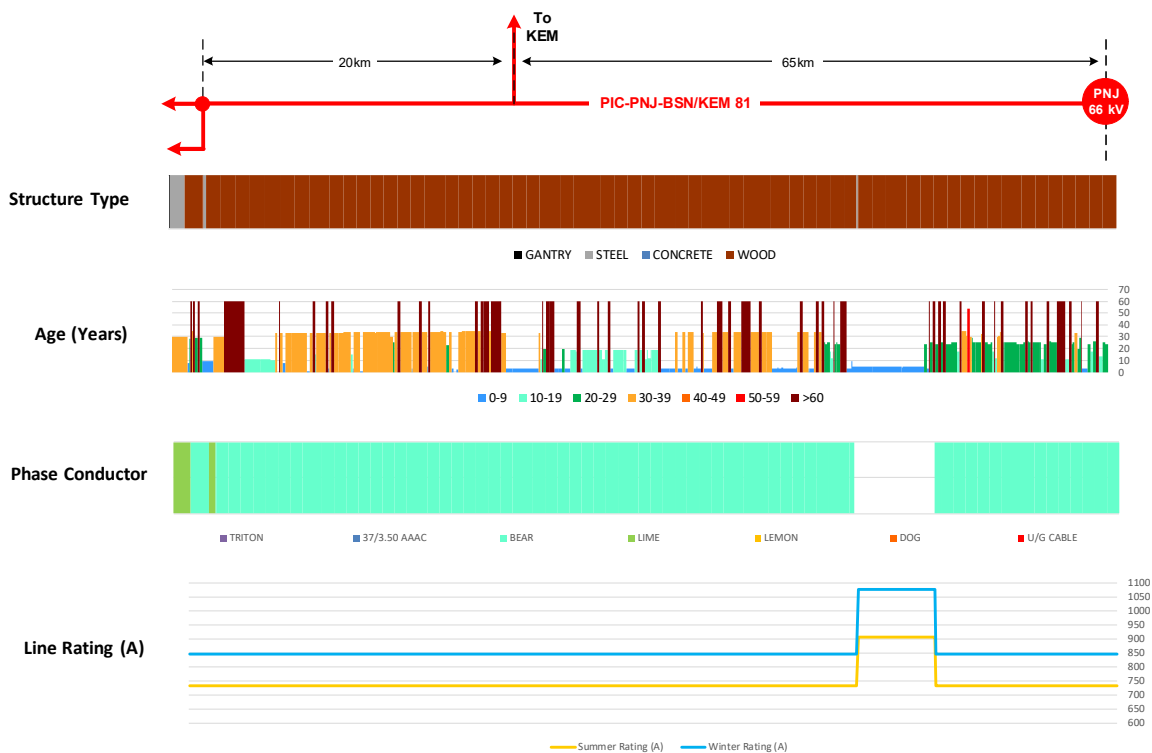 To
KEM
20km
65km
PIC-PNJ-BSN/KEM 81
PNJ
66 kV
Structure Type
GANTRY STEEL CONCRETE WOOD
Age (Years)
70
60
50
40
30
20
10
0
0-9 10-19 20-29 30-39 40-49 50-59 >60
Phase Conductor
TRITON 37/3.50 AAAC BEAR LIME LEMON DOG U/G CABLE
Line Rating (A)
1100
1050
1000
950
900
850
800
750
700
650
600
Summer Rating (A) Winter Rating (A)